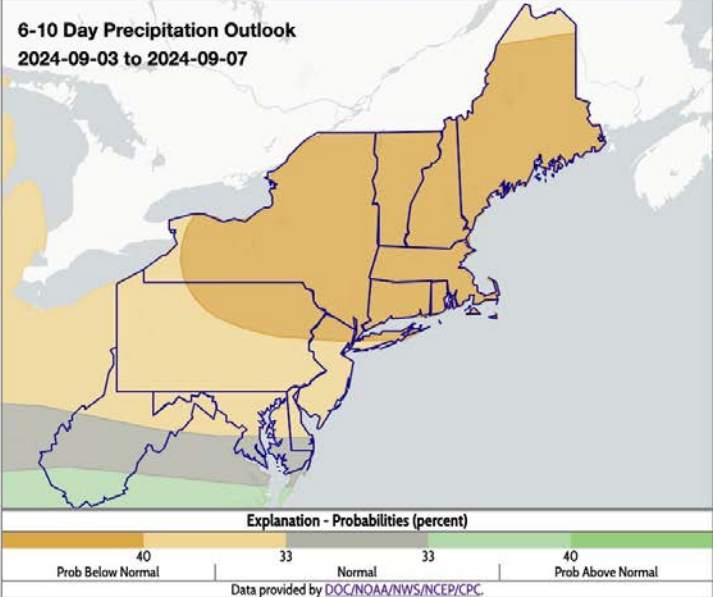 6-10 Day Precipitation Outlook
2024-09-03 to 2024-09-07
Explanation - Probabilities (percent)
40 33 33 40
Prob Below Normal Normal Prob Above Normal
Data provided by DOC/NOAA/NWS/NCEP/CPC.